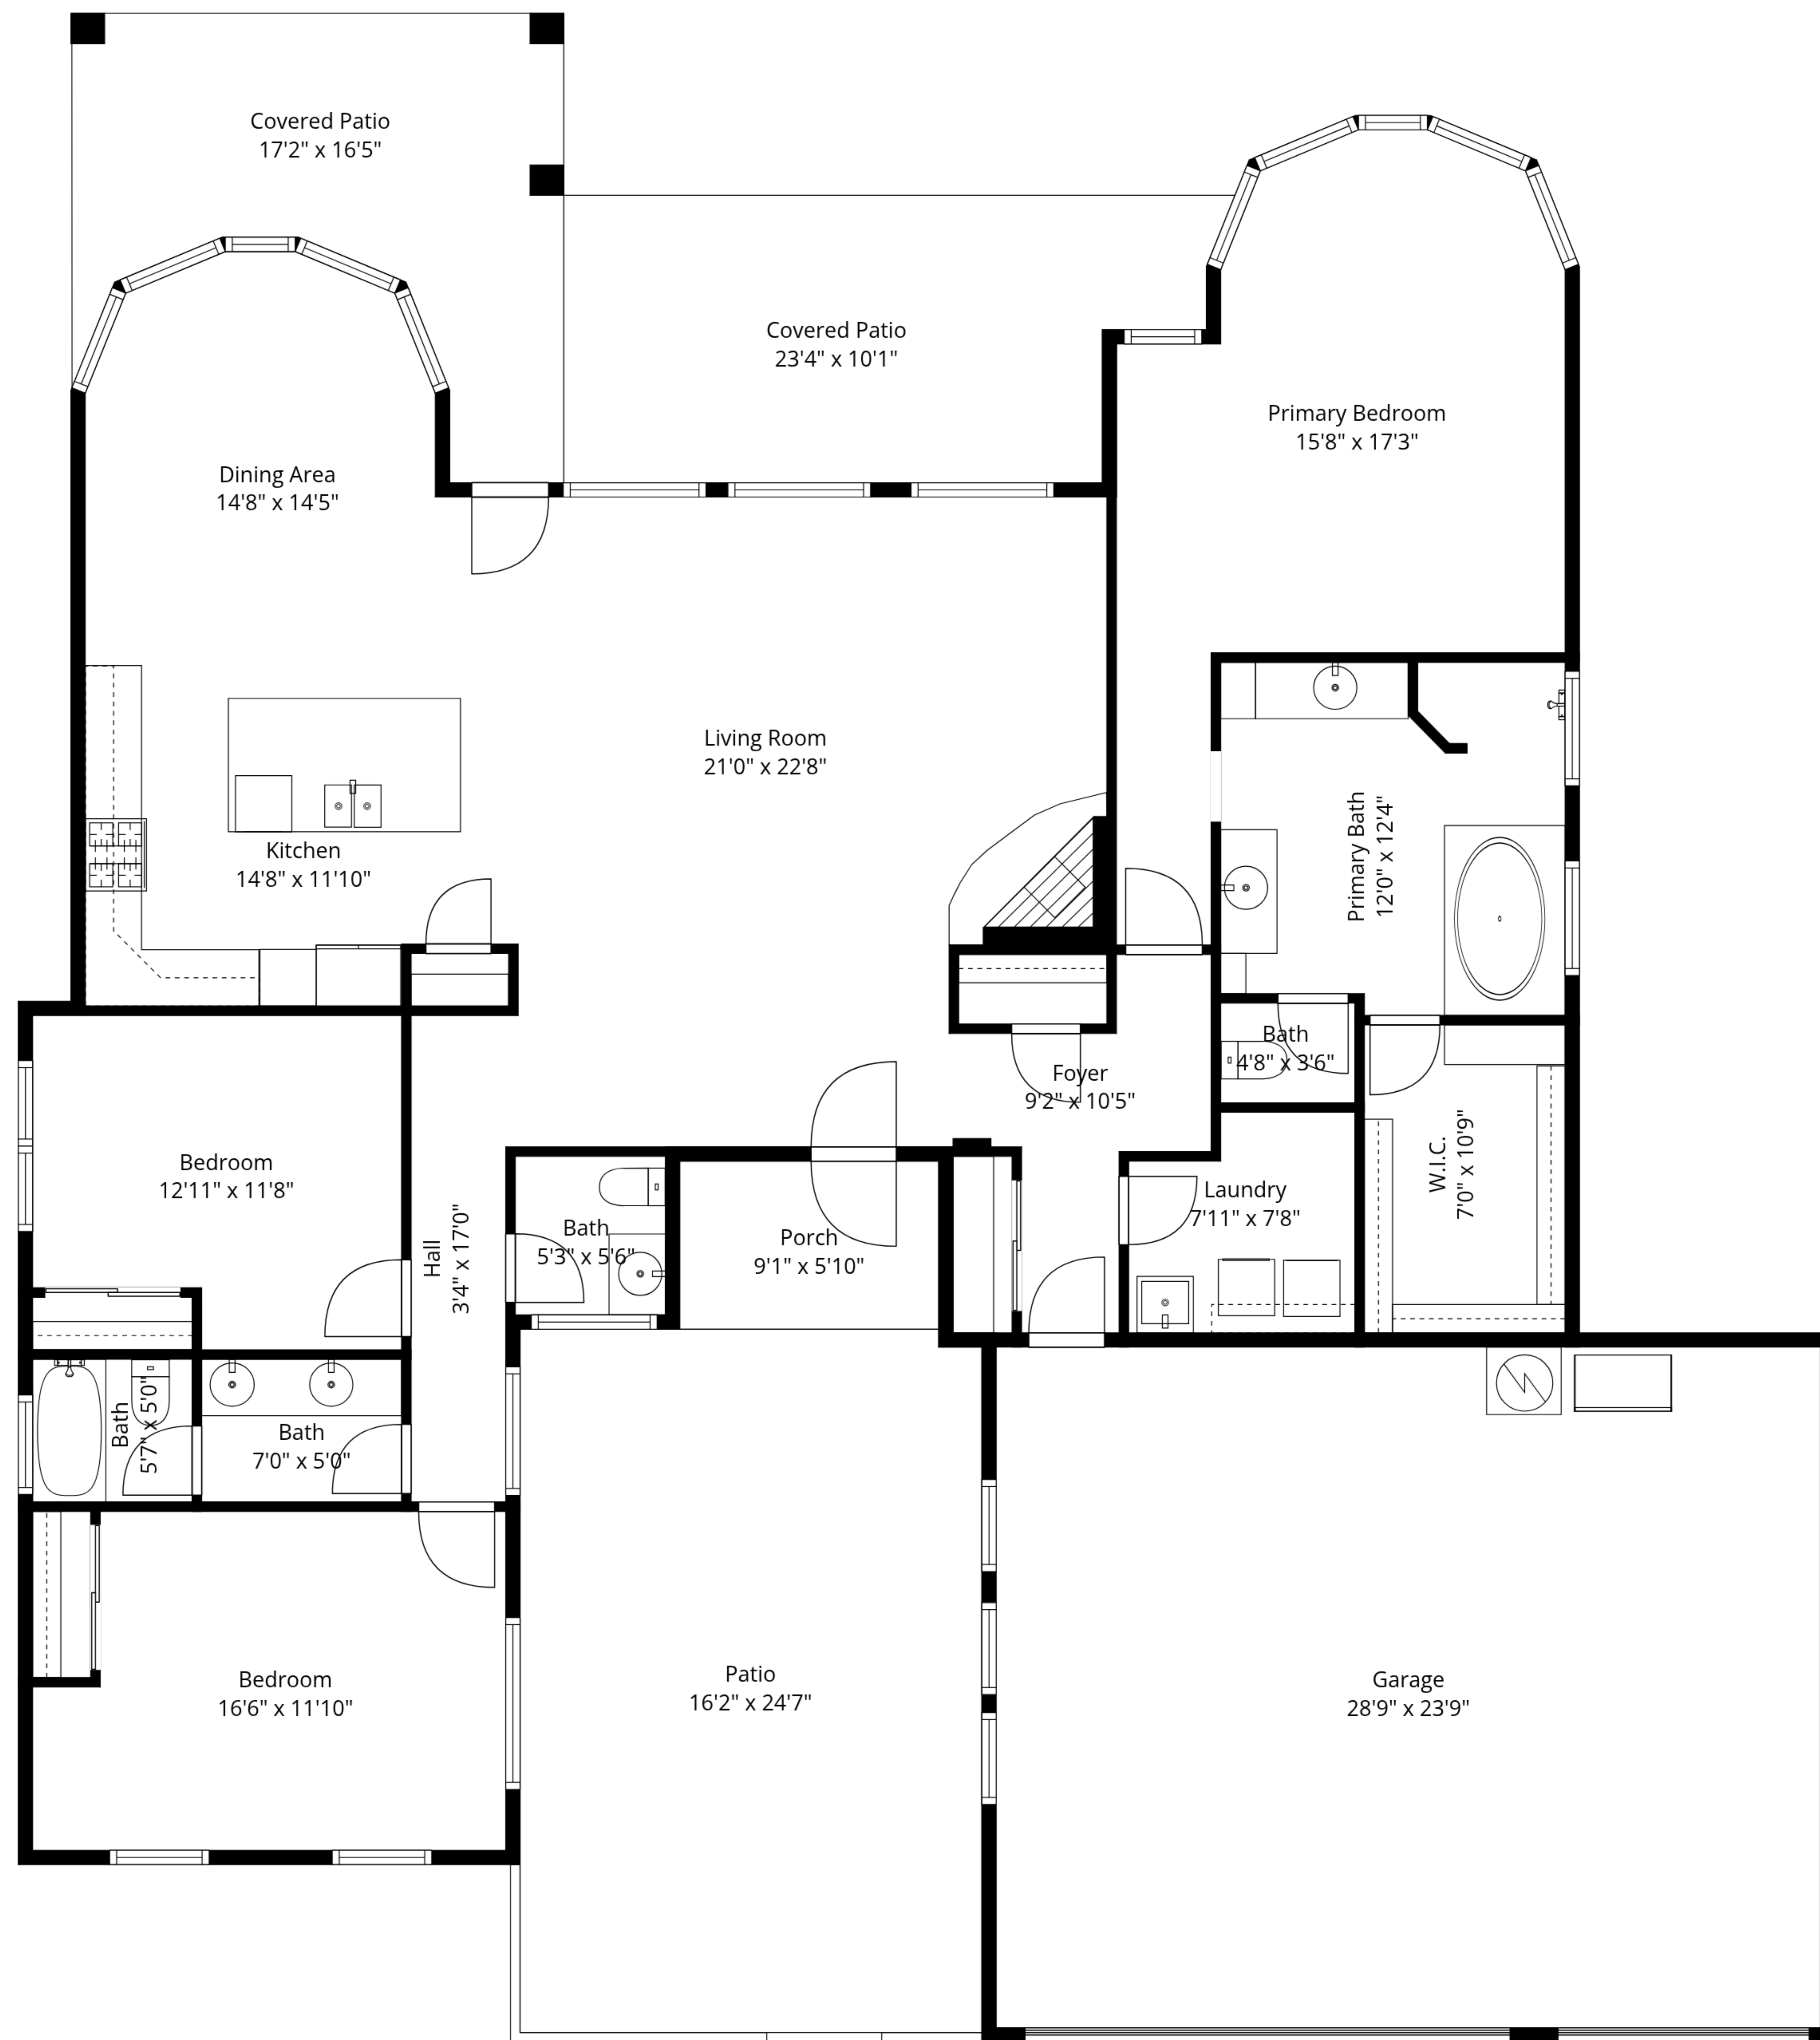 Covered Patio
17'2" x 16'5"
Covered Patio
23'4" x 10'1"
Primary Bedroom
15'8" x 17'3"
Dining Area
14'8" x 14'5"
Living Room
21'0" x 22'8"
Kitchen
14'8" x 11'10"
Primary Bath
12'0" x 12'4"
Bath
4'8" x 3'6"
Foyer
9'2" x 10'5"
W.I.C.
7'0" x 10'9"
Bedroom
12'11" x 11'8"
Hall
3'4" x 17'0"
Bath
5'3" x 5'6"
Porch
9'1" x 5'10"
Laundry
7'11" x 7'8"
Bath
5'7" x 5'0"
Bath
7'0" x 5'0"
Bedroom
16'6" x 11'10"
Patio
16'2" x 24'7"
Garage
28'9" x 23'9"